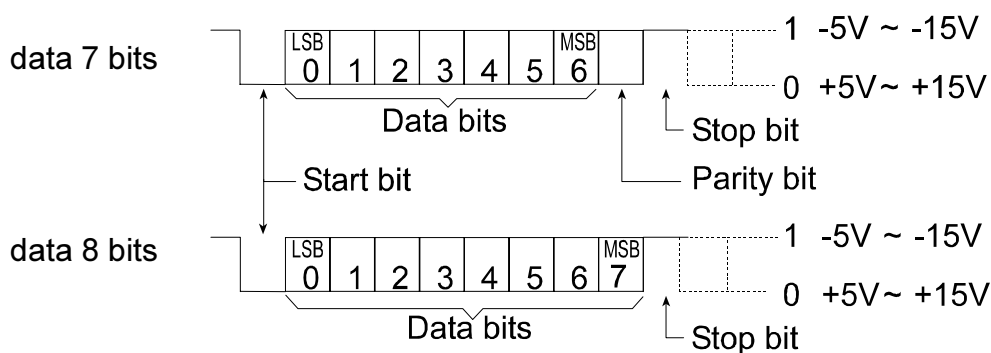 data 7 bits
LSB MSB
0 1 2 3 4 5 6
1 -5V ~ -15V
0 +5V~ +15V
Data bits
Stop bit
Start bit
Parity bit
data 8 bits
LSB MSB
0 1 2 3 4 5 6 7
1 -5V ~ -15V
0 +5V~ +15V
Data bits
Stop bit